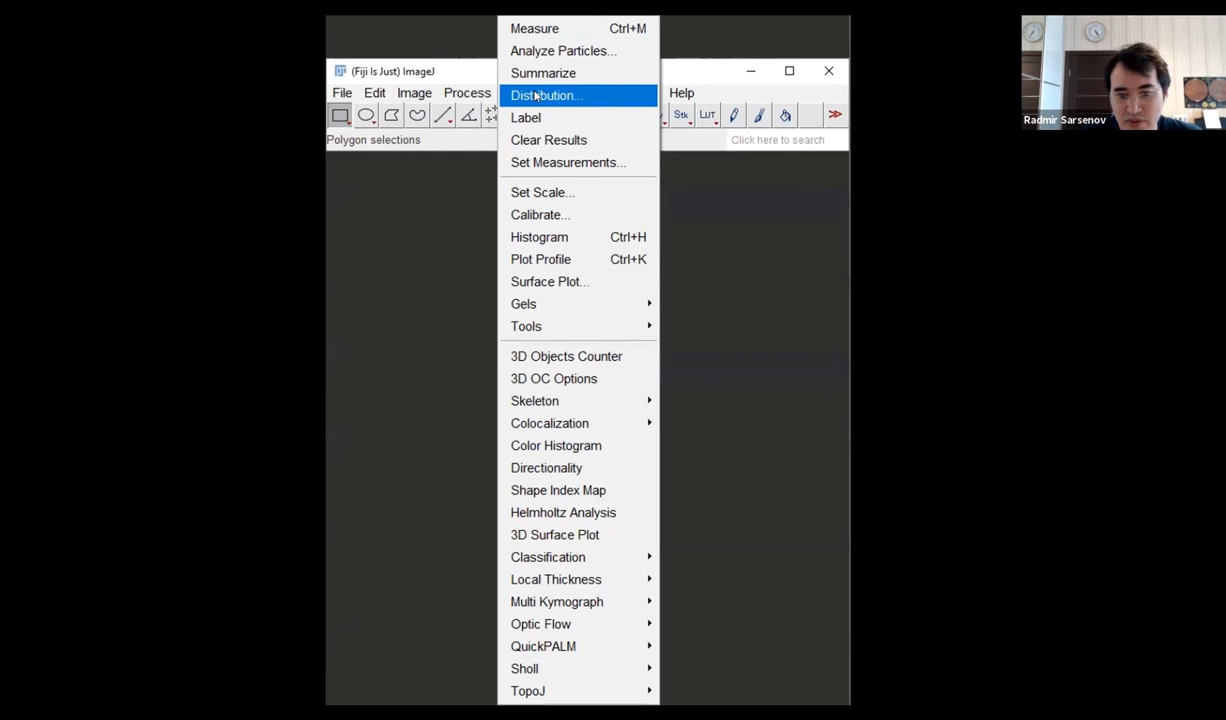 Measure Ctrl+M
Analyze Particles...
Summarize
Distribution...
Label
Clear Results
Set Measurements...
Set Scale...
Calibrate...
Histogram Ctrl+H
Plot Profile Ctrl+K
Surface Plot...
Gels
Tools
3D Objects Counter
3D OC Options
Skeleton
Colocalization
Color Histogram
Directionality
Shape Index Map
Helmholtz Analysis
3D Surface Plot
Classification
Local Thickness
Multi Kymograph
Optic Flow
QuickPALM
Sholl
TopoJ
(Fiji Is Just) ImageJ
File Edit Image Process Help
Stk LUT
Polygon selections
Click here to search
Radmir Sarsenov